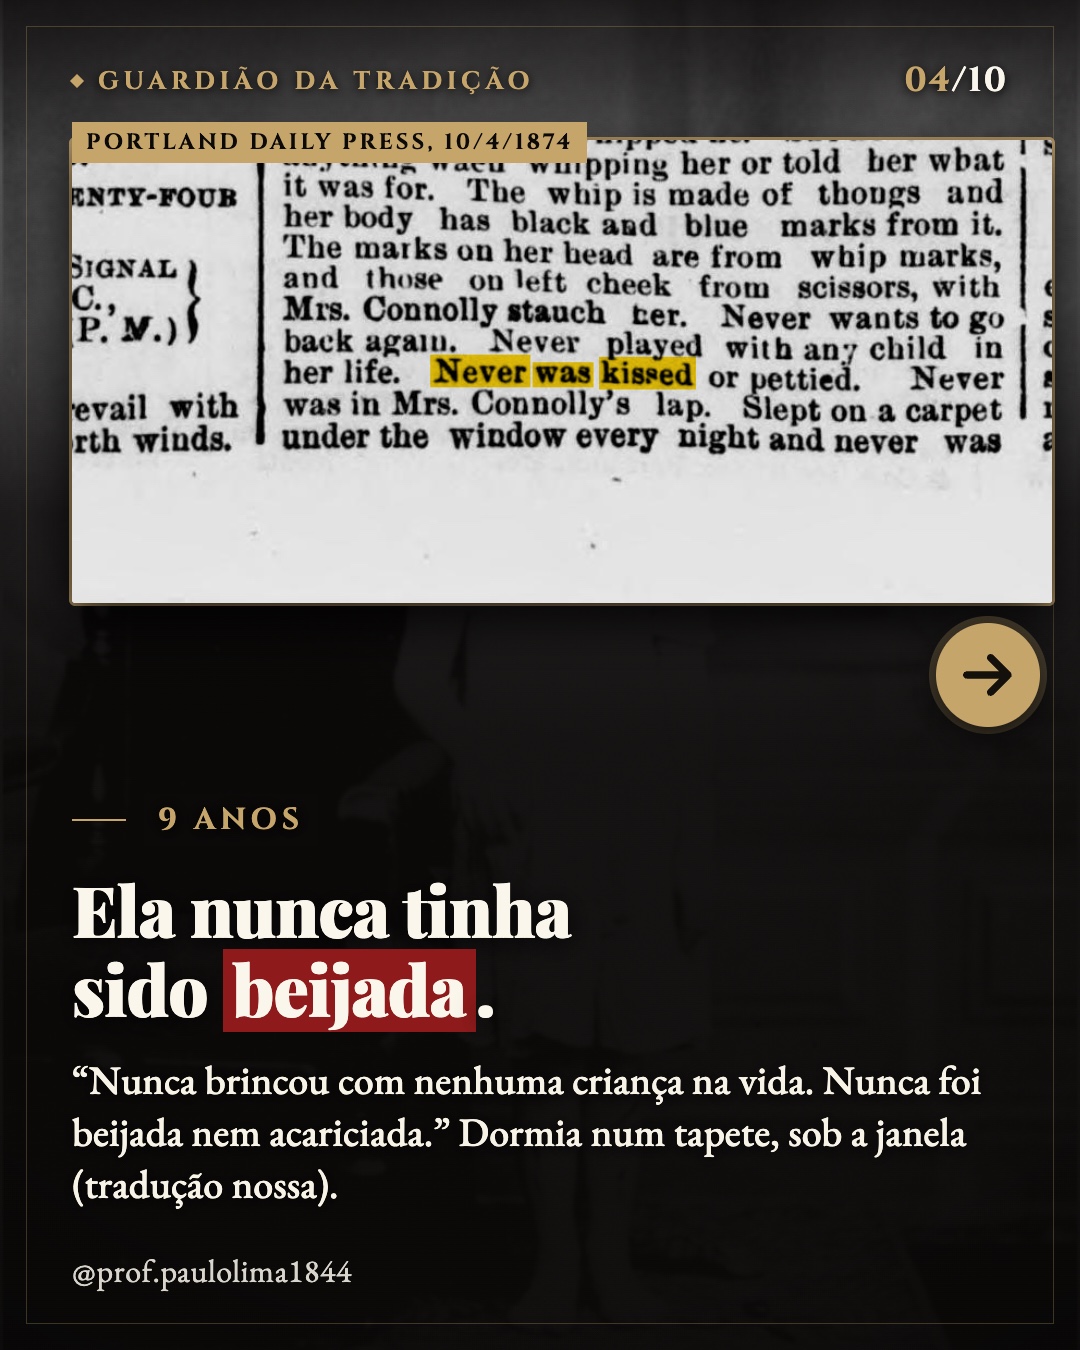 GUARDIÃO DA TRADIÇÃO
04/10
PORTLAND DAILY PRESS, 10/4/1874
whipping her or told her what
it was for. The whip is made of thongs and
her body has black and blue marks from it.
The marks on her head are from whip marks,
and those on left cheek from scissors, with
Mrs. Connolly stauch her. Never wants to go
back again. Never played with any child in
her life. Never was kissed or pettied. Never
was in Mrs. Connolly's lap. Slept on a carpet
under the window every night and never was
ENTY-FOUR
SIGNAL
C.,
P. M.)
evail with
rth winds.
9 ANOS
Ela nunca tinha
sido beijada.
“Nunca brincou com nenhuma criança na vida. Nunca foi
beijada nem acariciada.” Dormia num tapete, sob a janela
(tradução nossa).
@prof.paulolima1844